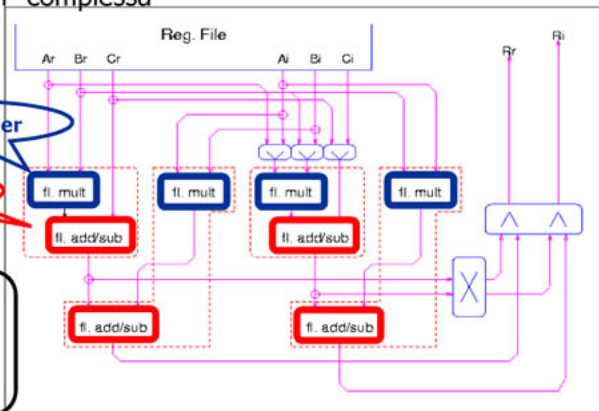 complessa
Reg. File
Ar Br Cr Ai Bi Ci
Rr Ri
er
fl. mult fl. mult fl. mult fl. mult
fl. add/sub fl. add/sub
fl. add/sub fl. add/sub